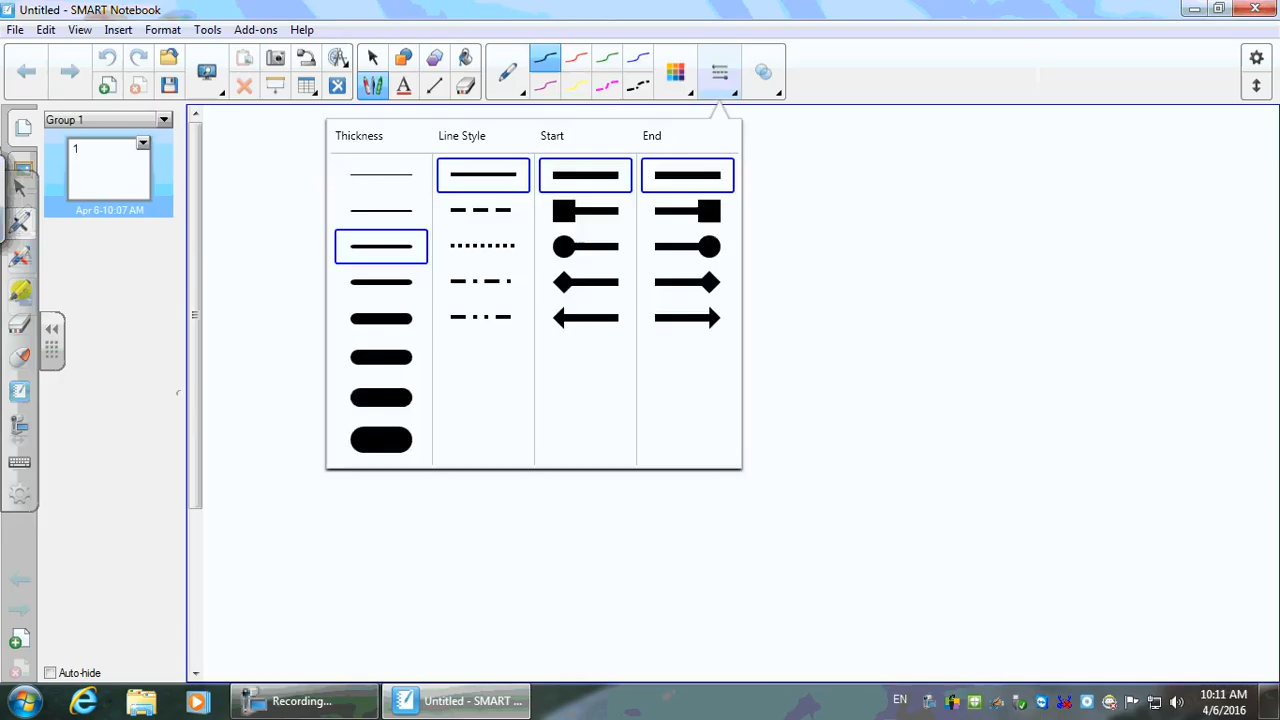 Untitled - SMART Notebook
File Edit View Insert Format Tools Add-ons Help
Group 1
1
Apr 6-10:07 AM
Thickness Line Style Start End
Auto-hide
Recording...
Untitled - SMART ...
EN
10:11 AM
4/6/2016